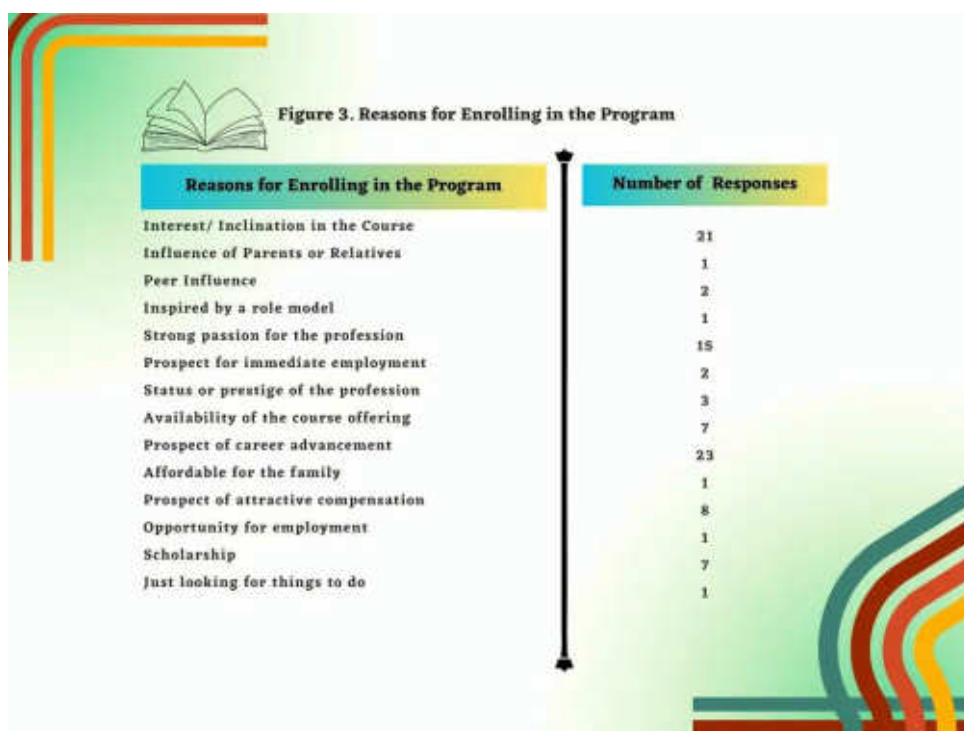 Figure 3. Reasons for Enrolling in the Program
Reasons for Enrolling in the Program Number of Responses
Interest/ Inclination in the Course 21
Influence of Parents or Relatives 1
Peer Influence 2
Inspired by a role model 1
Strong passion for the profession 15
Prospect for immediate employment 2
Status or prestige of the profession 3
Availability of the course offering 7
Prospect of career advancement 23
Affordable for the family 1
Prospect of attractive compensation 8
Opportunity for employment 1
Scholarship 7
Just looking for things to do 1